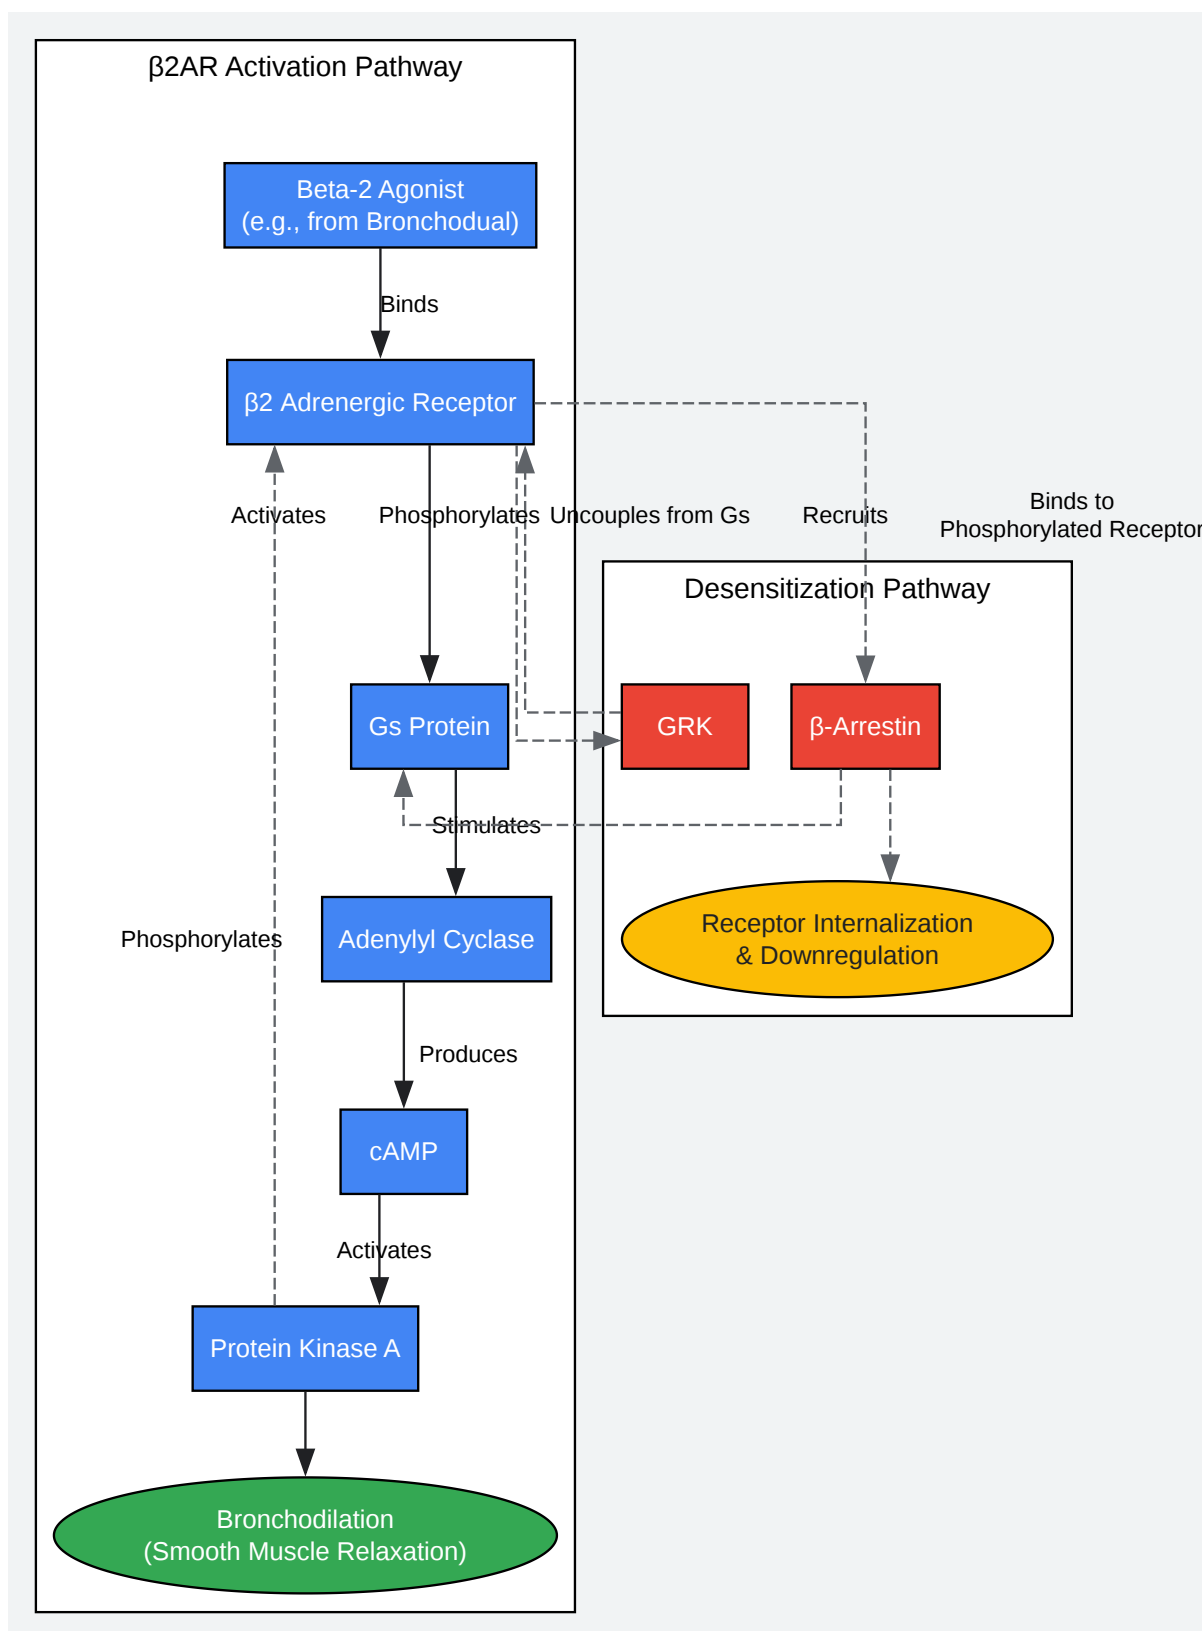 β2AR Activation Pathway
Beta-2 Agonist
(e.g., from Bronchodual)
Binds
β2 Adrenergic Receptor
Activates
Phosphorylates
Uncouples from Gs
Recruits
Binds to
Phosphorylated Receptor
Desensitization Pathway
Gs Protein
GRK
β-Arrestin
Stimulates
Phosphorylates
Adenylyl Cyclase
Receptor Internalization
& Downregulation
Produces
cAMP
Activates
Protein Kinase A
Bronchodilation
(Smooth Muscle Relaxation)